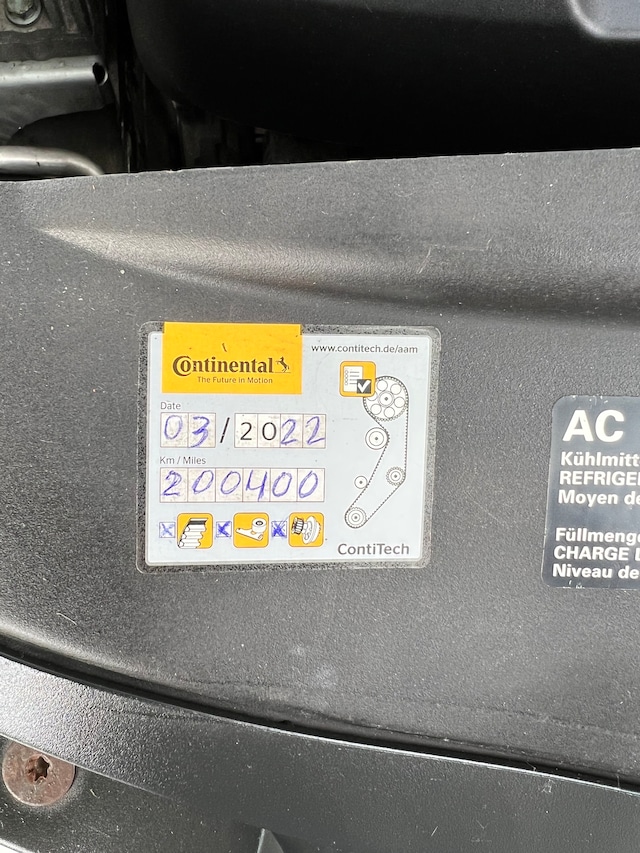 Continental
The Future in Motion
www.contitech.de/aam
Date
03/2022
Km / Miles
200400
ContiTech
AC
Kühlmitt
REFRIGE
Moyen de
Füllmenge
CHARGE
Niveau de